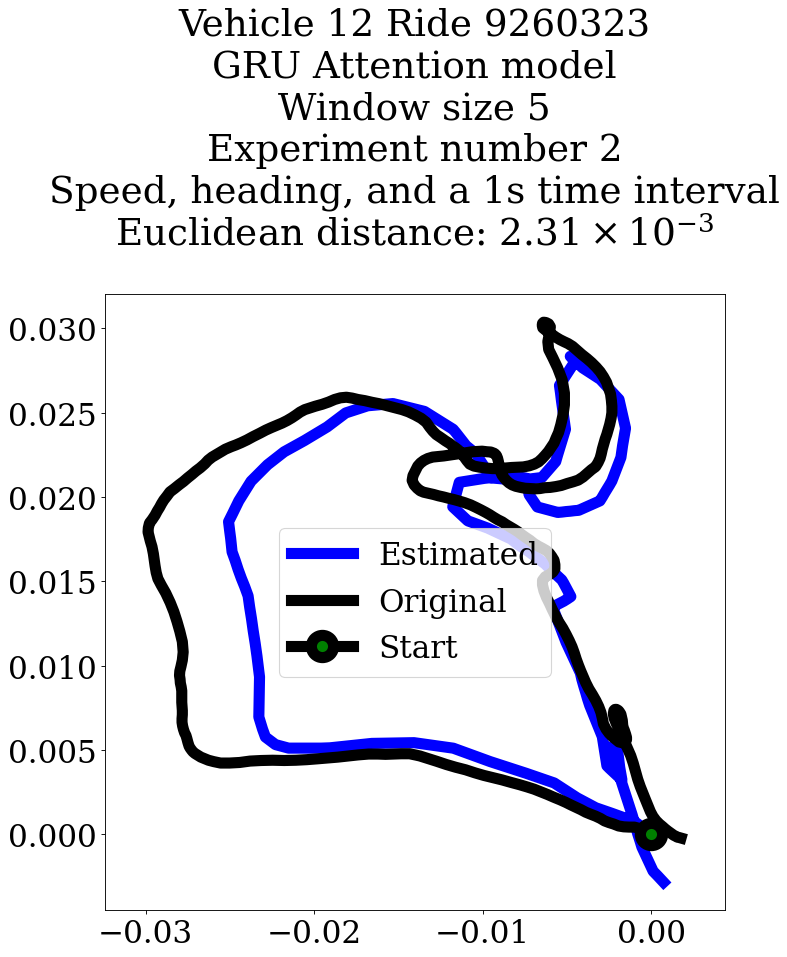 Vehicle 12 Ride 9260323
GRU Attention model
Window size 5
Experiment number 2
Speed, heading, and a 1s time interval
Euclidean distance: 2.31 × 10⁻³
0.030
0.025
0.020
0.015
0.010
0.005
0.000
Estimated
Original
Start
−0.03 −0.02 −0.01 0.00